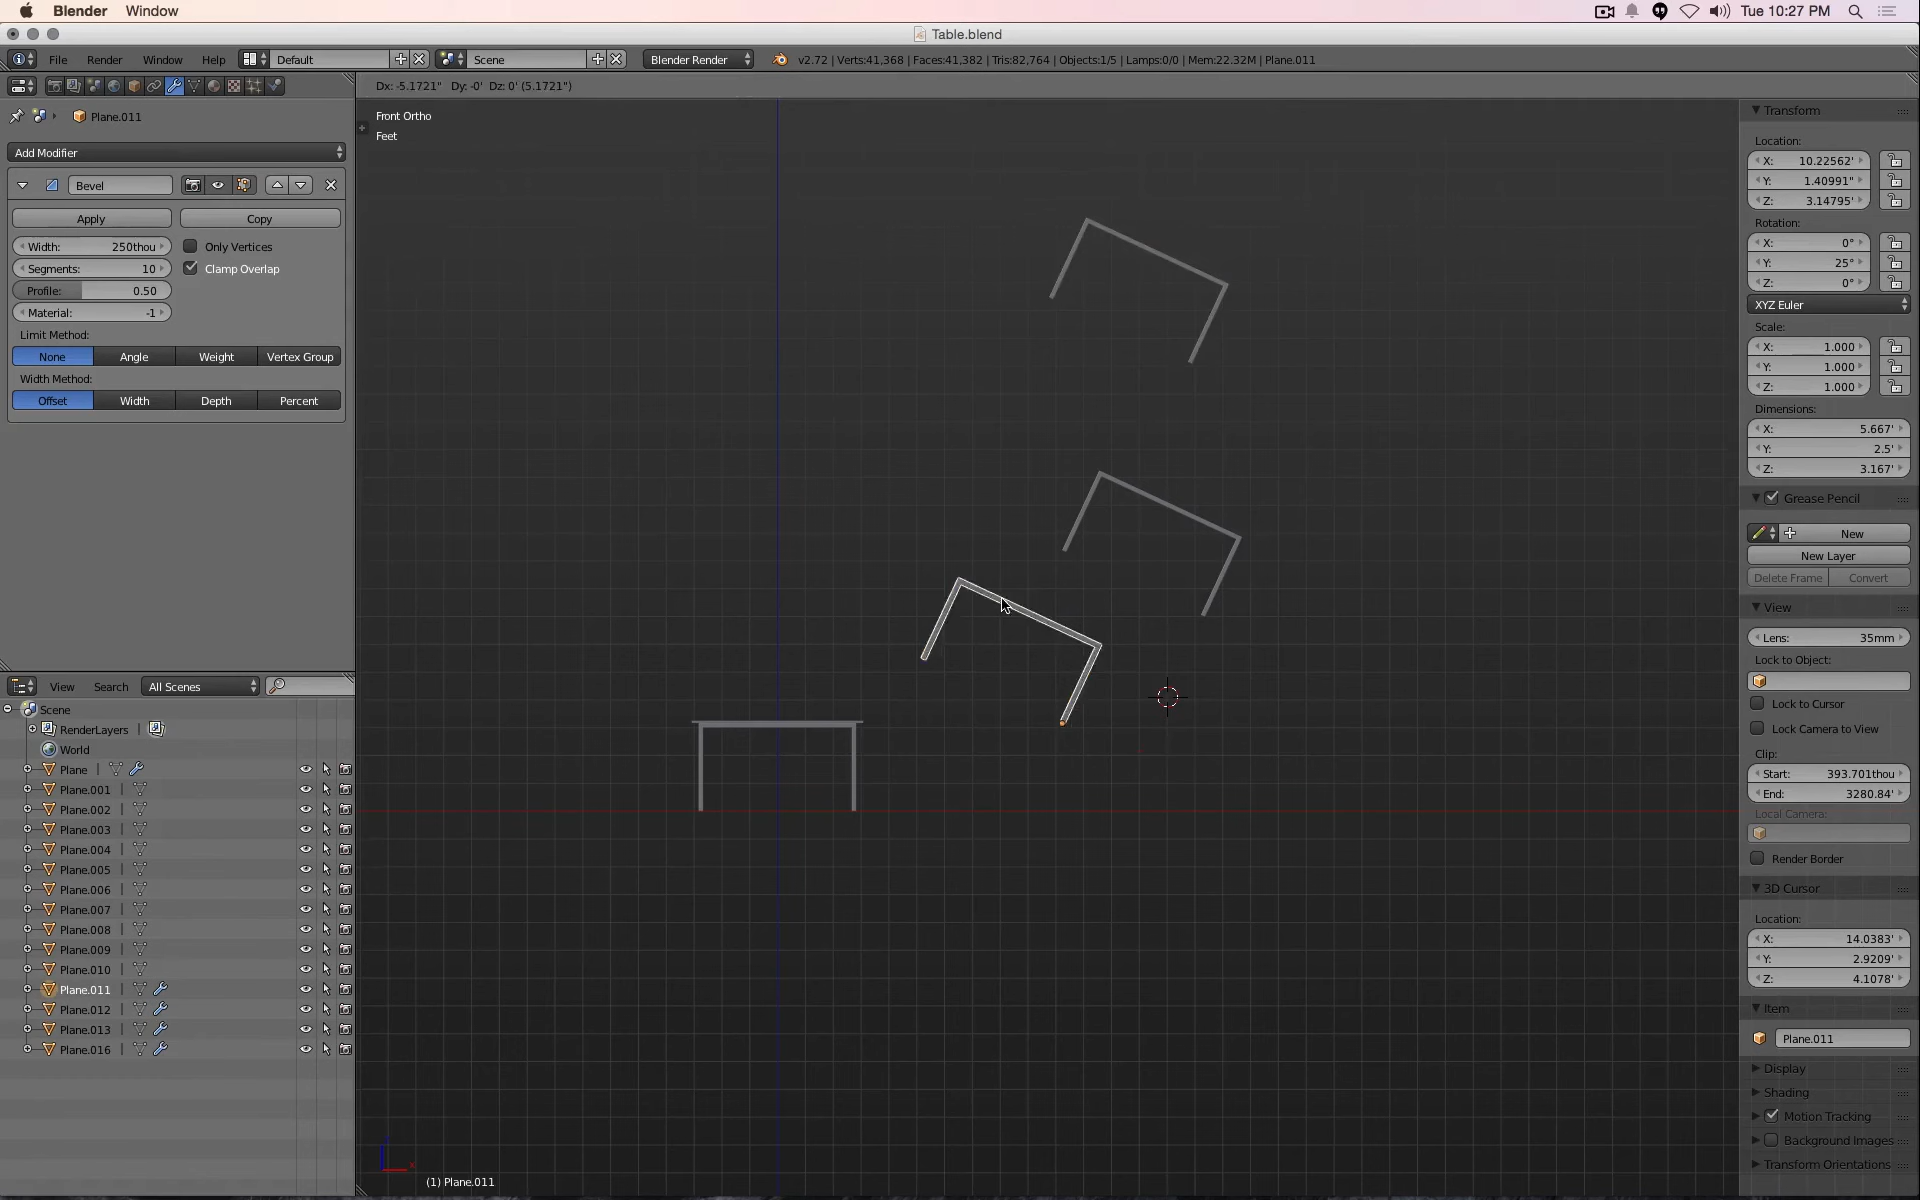 Blender Window Tue 10:27 PM
Table.blend
File Render Window Help Default Scene Blender Render v2.72 | Verts:41,368 | Faces:41,382 | Tris:82,764 | Objects:1/5 | Lamps:0/0 | Mem:22.32M | Plane.011
Dx: -5.1721" Dy: -0' Dz: 0' (5.1721")
Plane.011
Add Modifier
Bevel
Apply Copy
Width: 250thou Only Vertices
Segments: 10 Clamp Overlap
Profile: 0.50
Material: -1
Limit Method:
None Angle Weight Vertex Group
Width Method:
Offset Width Depth Percent
View Search All Scenes
Scene
RenderLayers |
World
Plane |
Plane.001 |
Plane.002 |
Plane.003 |
Plane.004 |
Plane.005 |
Plane.006 |
Plane.007 |
Plane.008 |
Plane.009 |
Plane.010 |
Plane.011 |
Plane.012 |
Plane.013 |
Plane.016 |
Front Ortho
Feet
x
(1) Plane.011
Transform
Location:
X: 10.22562'
Y: 1.40991"
Z: 3.14795'
Rotation:
X: 0°
Y: 25°
Z: 0°
XYZ Euler
Scale:
X: 1.000
Y: 1.000
Z: 1.000
Dimensions:
X: 5.667'
Y: 2.5'
Z: 3.167'
Grease Pencil
New
New Layer
Delete Frame Convert
View
Lens: 35mm
Lock to Object:
Lock to Cursor
Lock Camera to View
Clip:
Start: 393.701thou
End: 3280.84'
Local Camera:
Render Border
3D Cursor
Location:
X: 14.0383'
Y: 2.9209'
Z: 4.1078'
Item
Plane.011
Display
Shading
Motion Tracking
Background Images
Transform Orientations